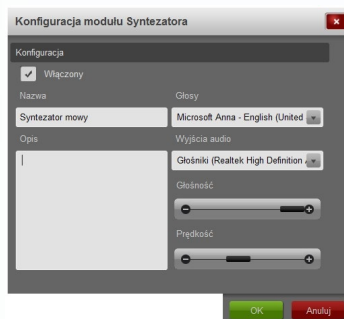 Konfiguracja modułu Syntezatora
Konfiguracja
Włączony
Nazwa
Głosy
Syntezator mowy
Microsoft Anna - English (United
Opis
Wyjścia audio
Głośniki (Realtek High Definition
Głośność
Prędkość
OK
Anuluj